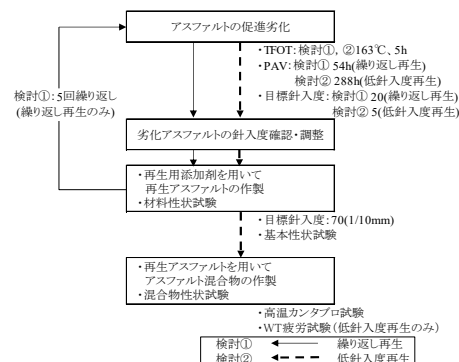 アスファルトの促進劣化
・TFOT: 検討①, ②163℃、5h
・PAV: 検討① 54h(繰り返し再生)
検討② 288h(低針入度再生)
・目標針入度: 検討① 20(繰り返し再生)
検討② 5(低針入度再生)
検討①: 5回繰り返し
(繰り返し再生のみ)
劣化アスファルトの針入度確認・調整
・再生用添加剤を用いて
再生アスファルトの作製
・材料性状試験
・目標針入度: 70(1/10mm)
・基本性状試験
・再生アスファルトを用いて
アスファルト混合物の作製
・混合物性状試験
・高温カンタブロ試験
・WT疲労試験(低針入度再生のみ)
検討① 繰り返し再生
検討② 低針入度再生